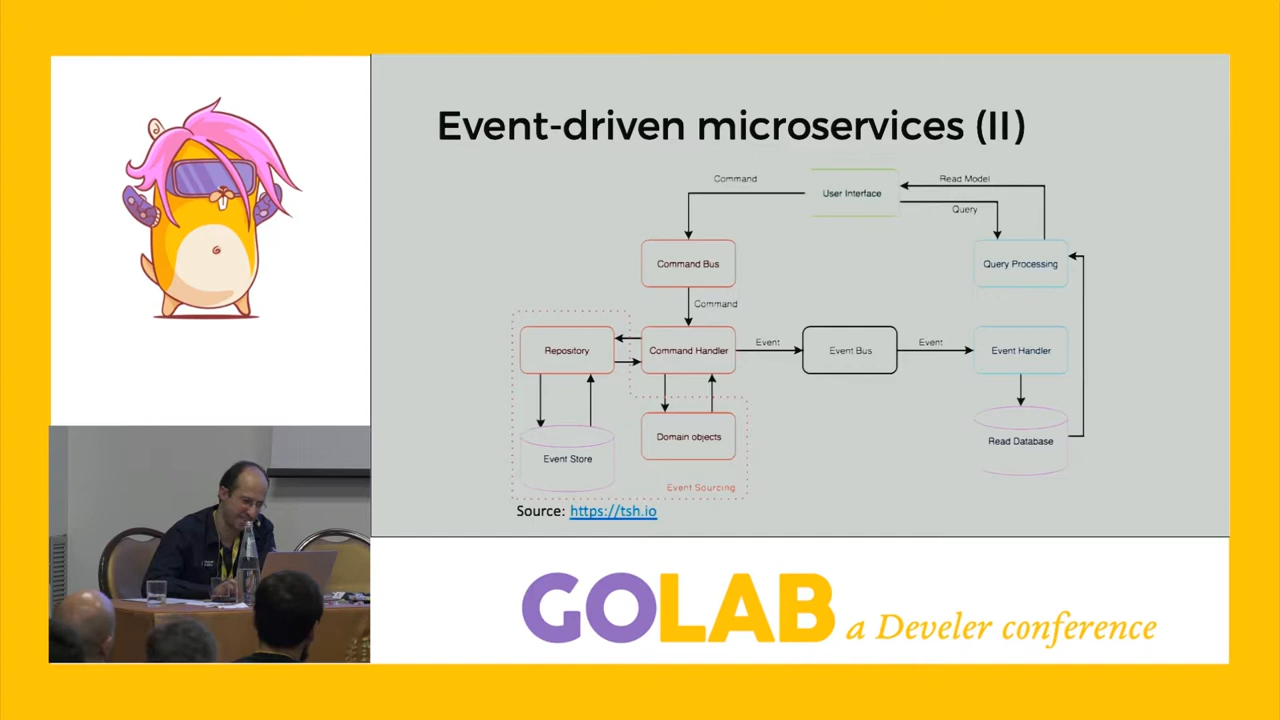 Event-driven microservices (II)
Command
User Interface
Read Model
Query
Command Bus
Query Processing
Command
Repository
Command Handler
Event
Event Bus
Event
Event Handler
Domain objects
Event Store
Read Database
Event Sourcing
Source: https://tsh.io
GOLAB a Develer conference